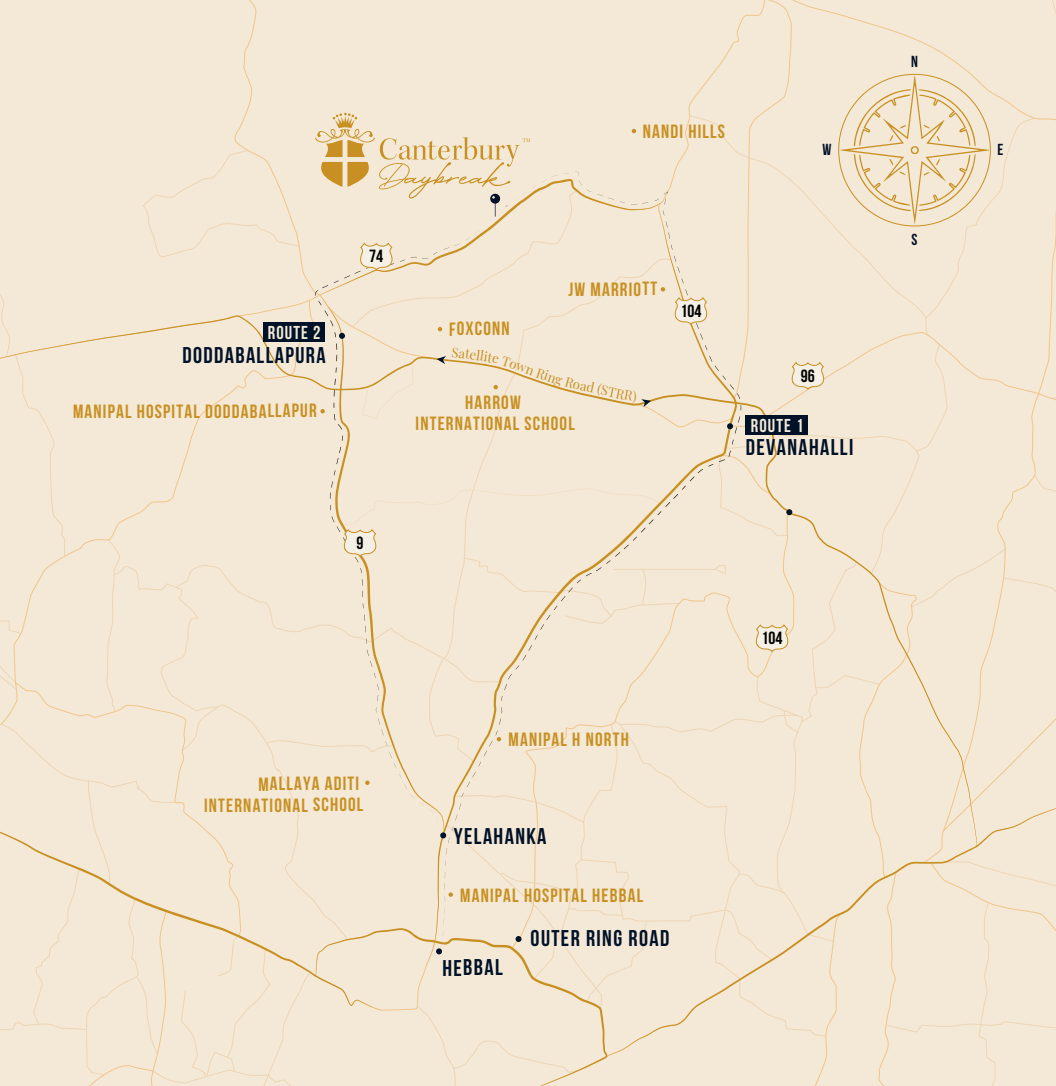 N
W
E
S
NANDI HILLS
Canterbury™
Daybreak
74
JW MARRIOTT
104
ROUTE 2
DODDABALLAPURA
FOXCONN
Satellite Town Ring Road (STRR)
96
HARROW
INTERNATIONAL SCHOOL
MANIPAL HOSPITAL DODDABALLAPUR
ROUTE 1
DEVANAHALLI
9
104
MANIPAL H NORTH
MALLAYA ADITI
INTERNATIONAL SCHOOL
YELAHANKA
MANIPAL HOSPITAL HEBBAL
OUTER RING ROAD
HEBBAL